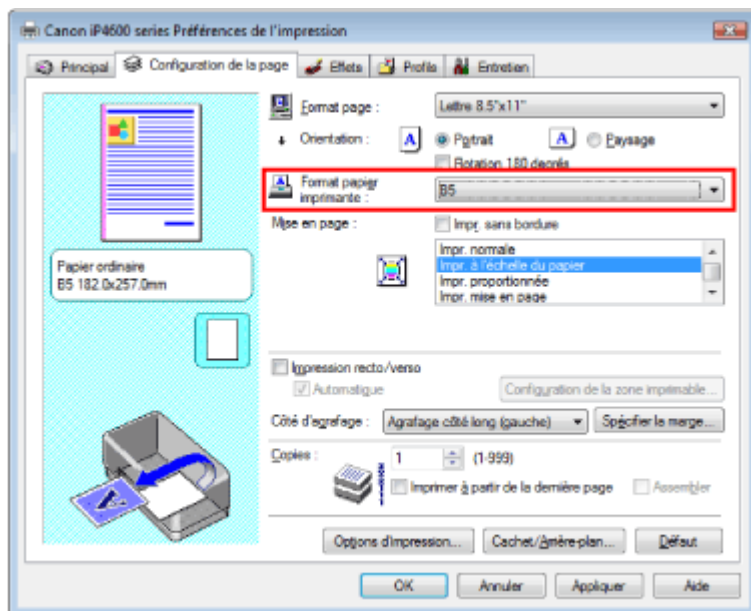 Canon iP4600 series Préférences de l'impression
Principal Configuration de la page Effets Profils Entretien
Format page : Lettre 8.5"x11"
Orientation : A Portrait A Paysage
Rotation 180 degrés
Format papier imprimante : B5
Mise en page : Impr. sans bordure
Impr. normale
Impr. à l'échelle du papier
Impr. proportionnée
Impr. mise en page
Papier ordinaire
B5 182.0x257.0mm
Impression recto/verso
Automatique Configuration de la zone imprimable...
Côté d'agrafage : Agrafage côté long (gauche) Spécifier la marge...
Copies : 1 (1-999)
Imprimer à partir de la dernière page Assembler
Options d'impression... Cachet/Arrière-plan... Défaut
OK Annuler Appliquer Aide